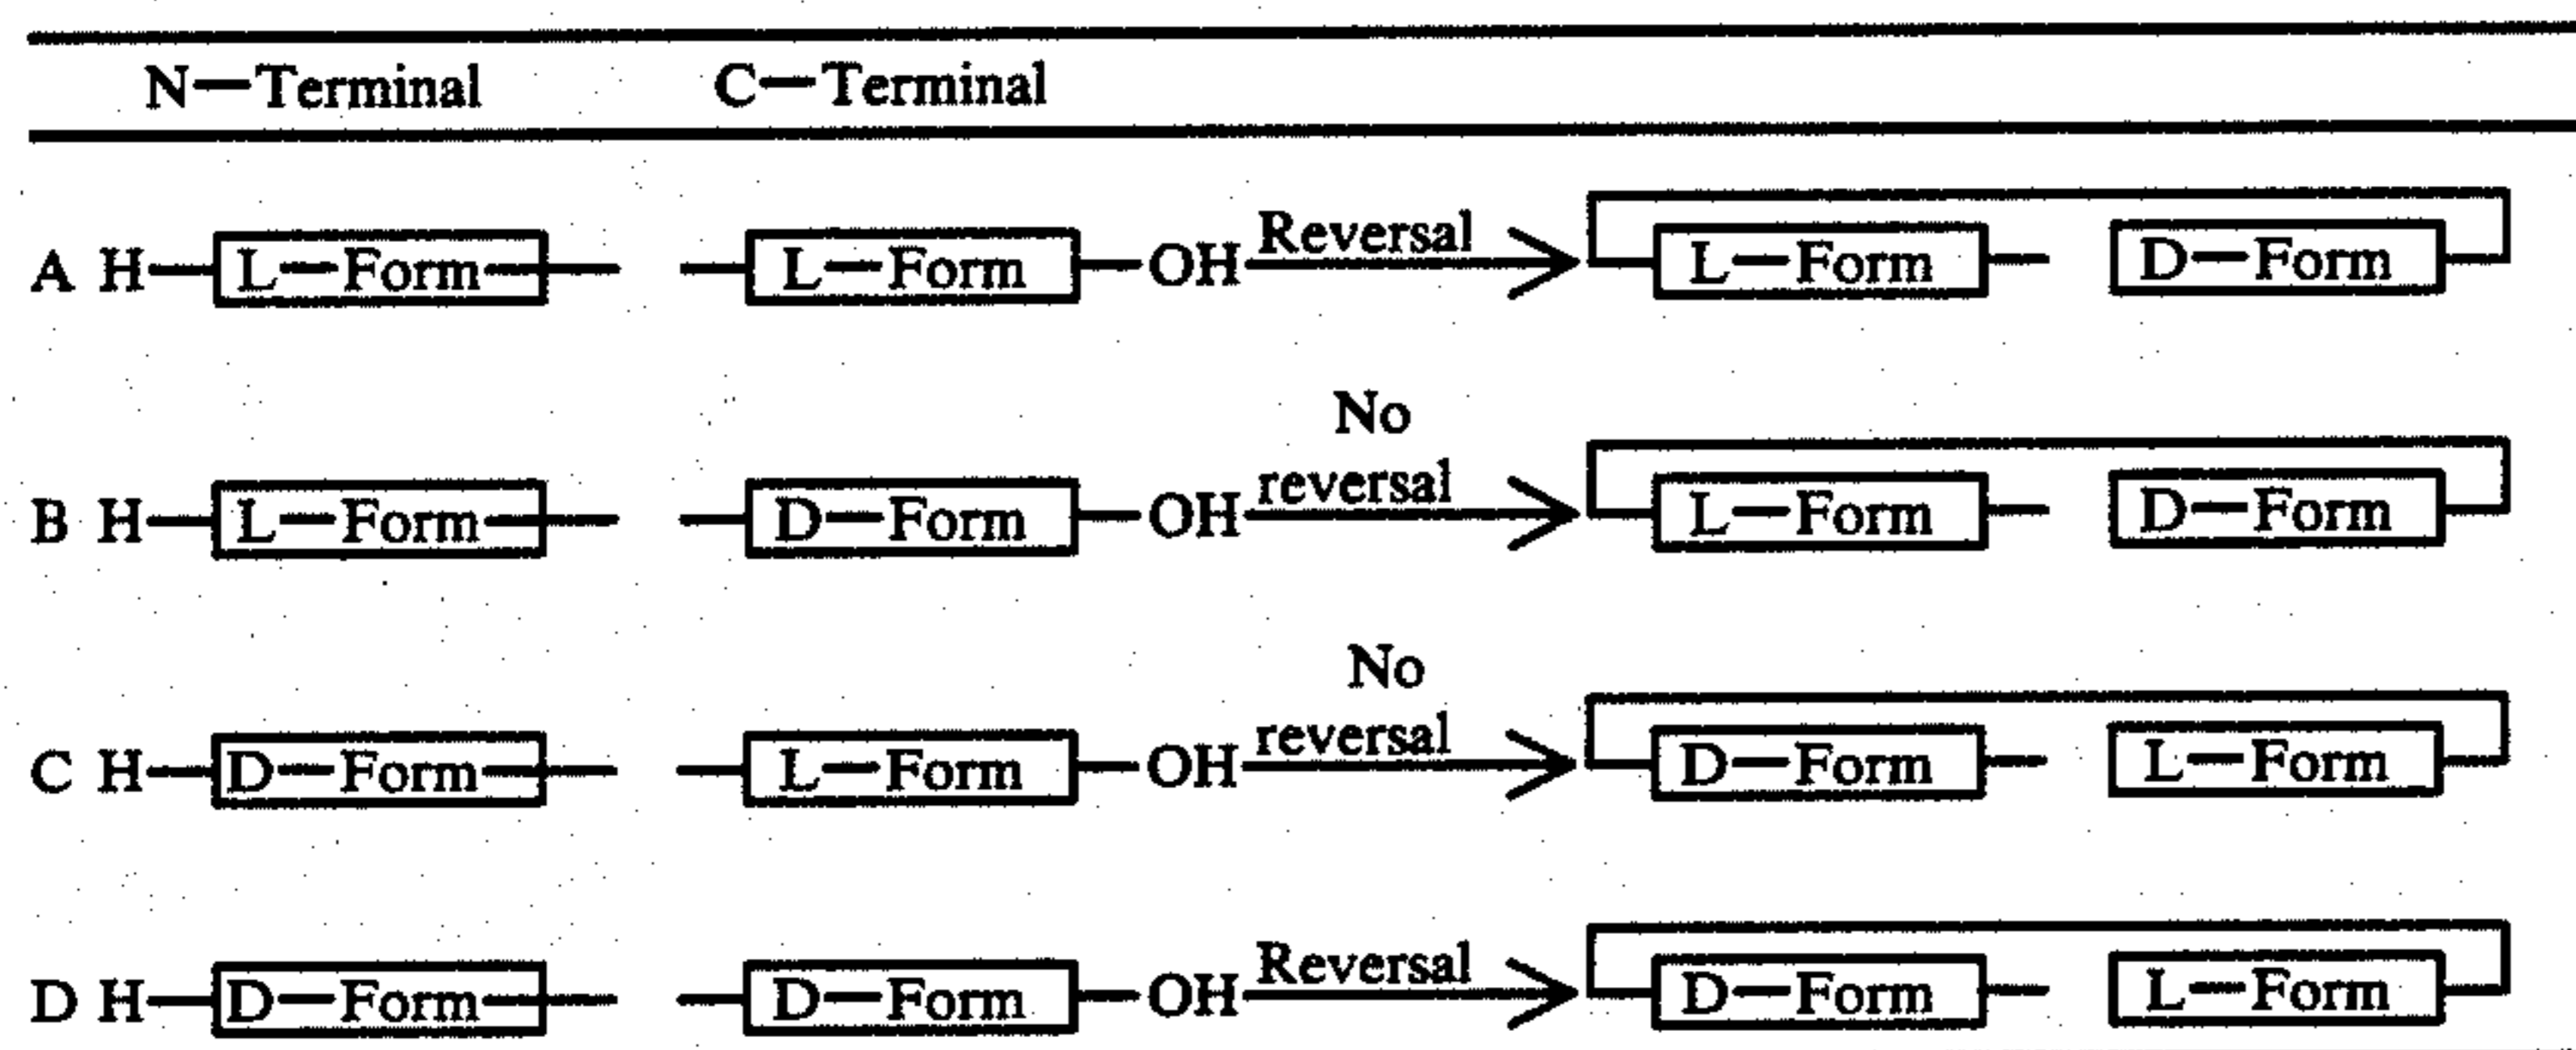 N—Terminal C—Terminal
A H—L—Form— —L—Form—OH Reversal L—Form— D—Form
No
B H—L—Form— —D—Form—OH reversal L—Form— D—Form
No
C H—D—Form— —L—Form—OH reversal D—Form— L—Form
D H—D—Form— —D—Form—OH Reversal D—Form— L—Form